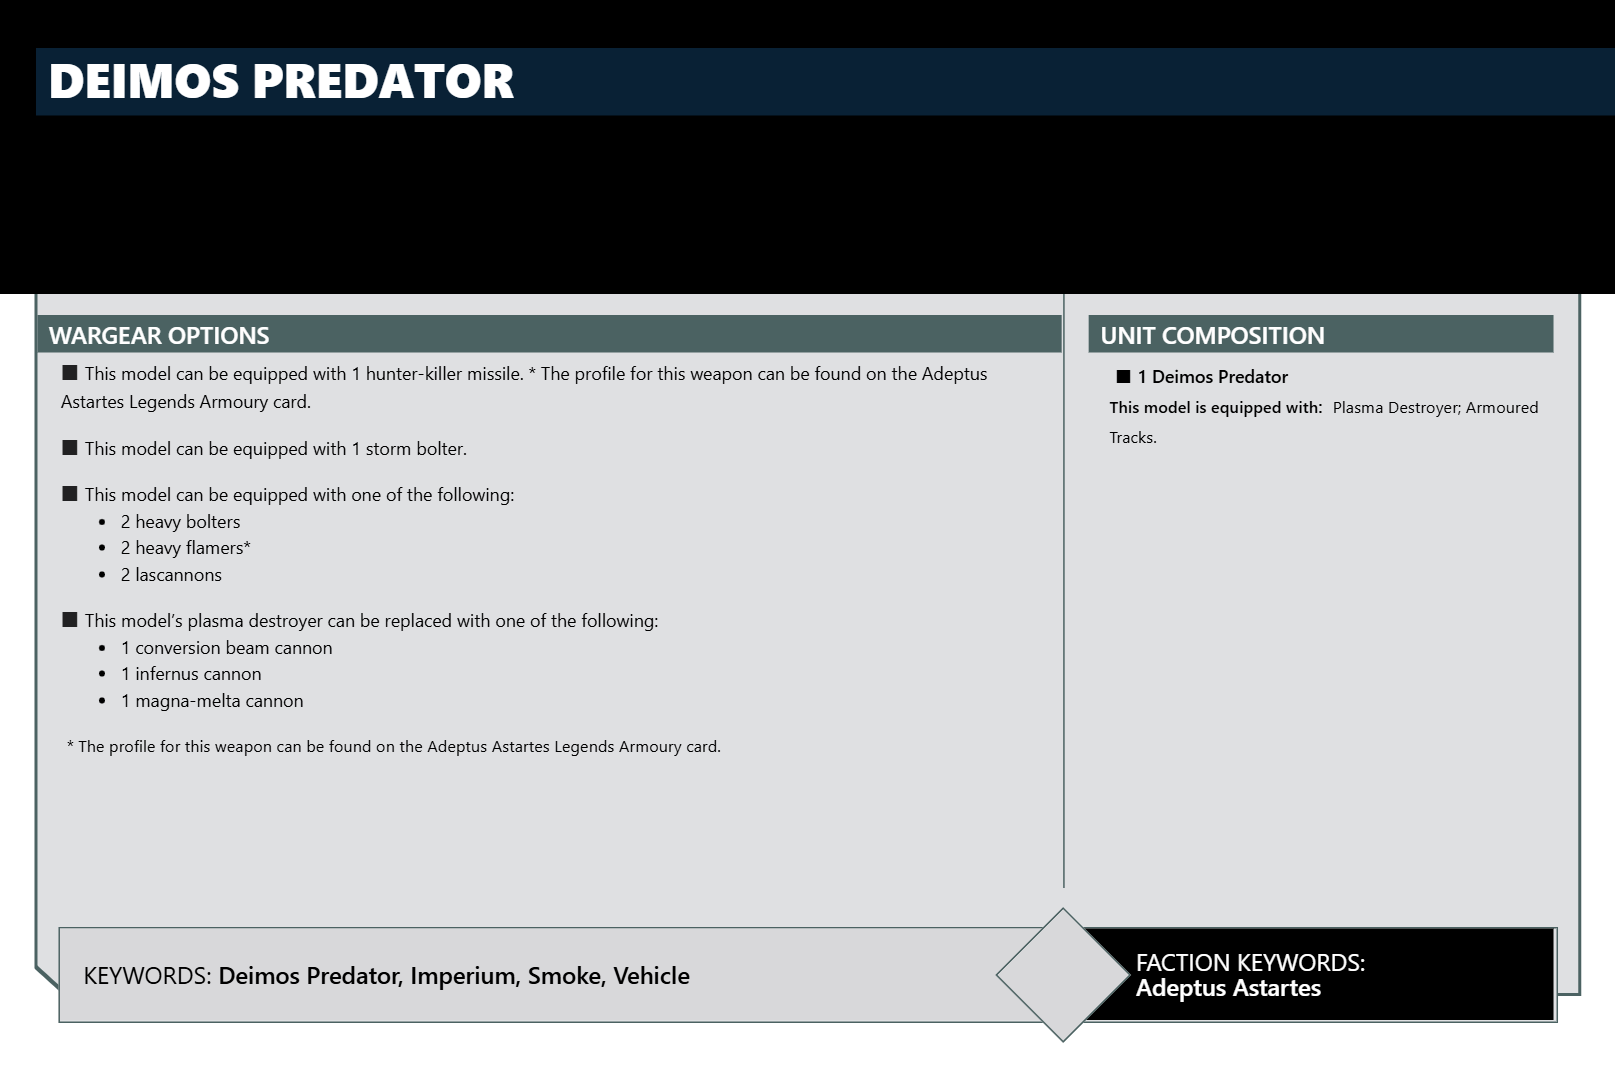 DEIMOS PREDATOR
WARGEAR OPTIONS
■ This model can be equipped with 1 hunter-killer missile. * The profile for this weapon can be found on the Adeptus
Astartes Legends Armoury card.
■ This model can be equipped with 1 storm bolter.
■ This model can be equipped with one of the following:
• 2 heavy bolters
• 2 heavy flamers*
• 2 lascannons
■ This model’s plasma destroyer can be replaced with one of the following:
• 1 conversion beam cannon
• 1 infernus cannon
• 1 magna-melta cannon
* The profile for this weapon can be found on the Adeptus Astartes Legends Armoury card.
UNIT COMPOSITION
■ 1 Deimos Predator
This model is equipped with: Plasma Destroyer; Armoured
Tracks.
KEYWORDS: Deimos Predator, Imperium, Smoke, Vehicle
FACTION KEYWORDS:
Adeptus Astartes